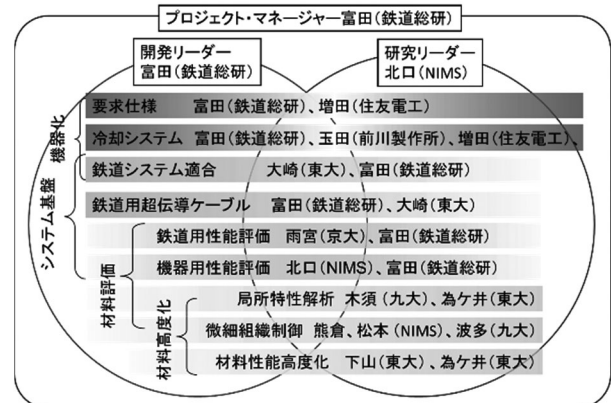 プロジェクト・マネージャー富田(鉄道総研)
開発リーダー
富田(鉄道総研)
研究リーダー
北口(NIMS)
要求仕様 富田(鉄道総研)、増田(住友電工)
冷却システム 富田(鉄道総研)、玉田(前川製作所)、増田(住友電工)、
鉄道システム適合 大崎(東大)、富田(鉄道総研)
鉄道用超伝導ケーブル 富田(鉄道総研)、大崎(東大)
鉄道用性能評価 雨宮(京大)、富田(鉄道総研)
機器用性能評価 北口(NIMS)、富田(鉄道総研)
局所特性解析 木須(九大)、為ケ井(東大)
微細組織制御 熊倉、松本(NIMS)、波多(九大)
材料性能高度化 下山(東大)、為ケ井(東大)
機器化
システム基盤
材料評価
材料高度化